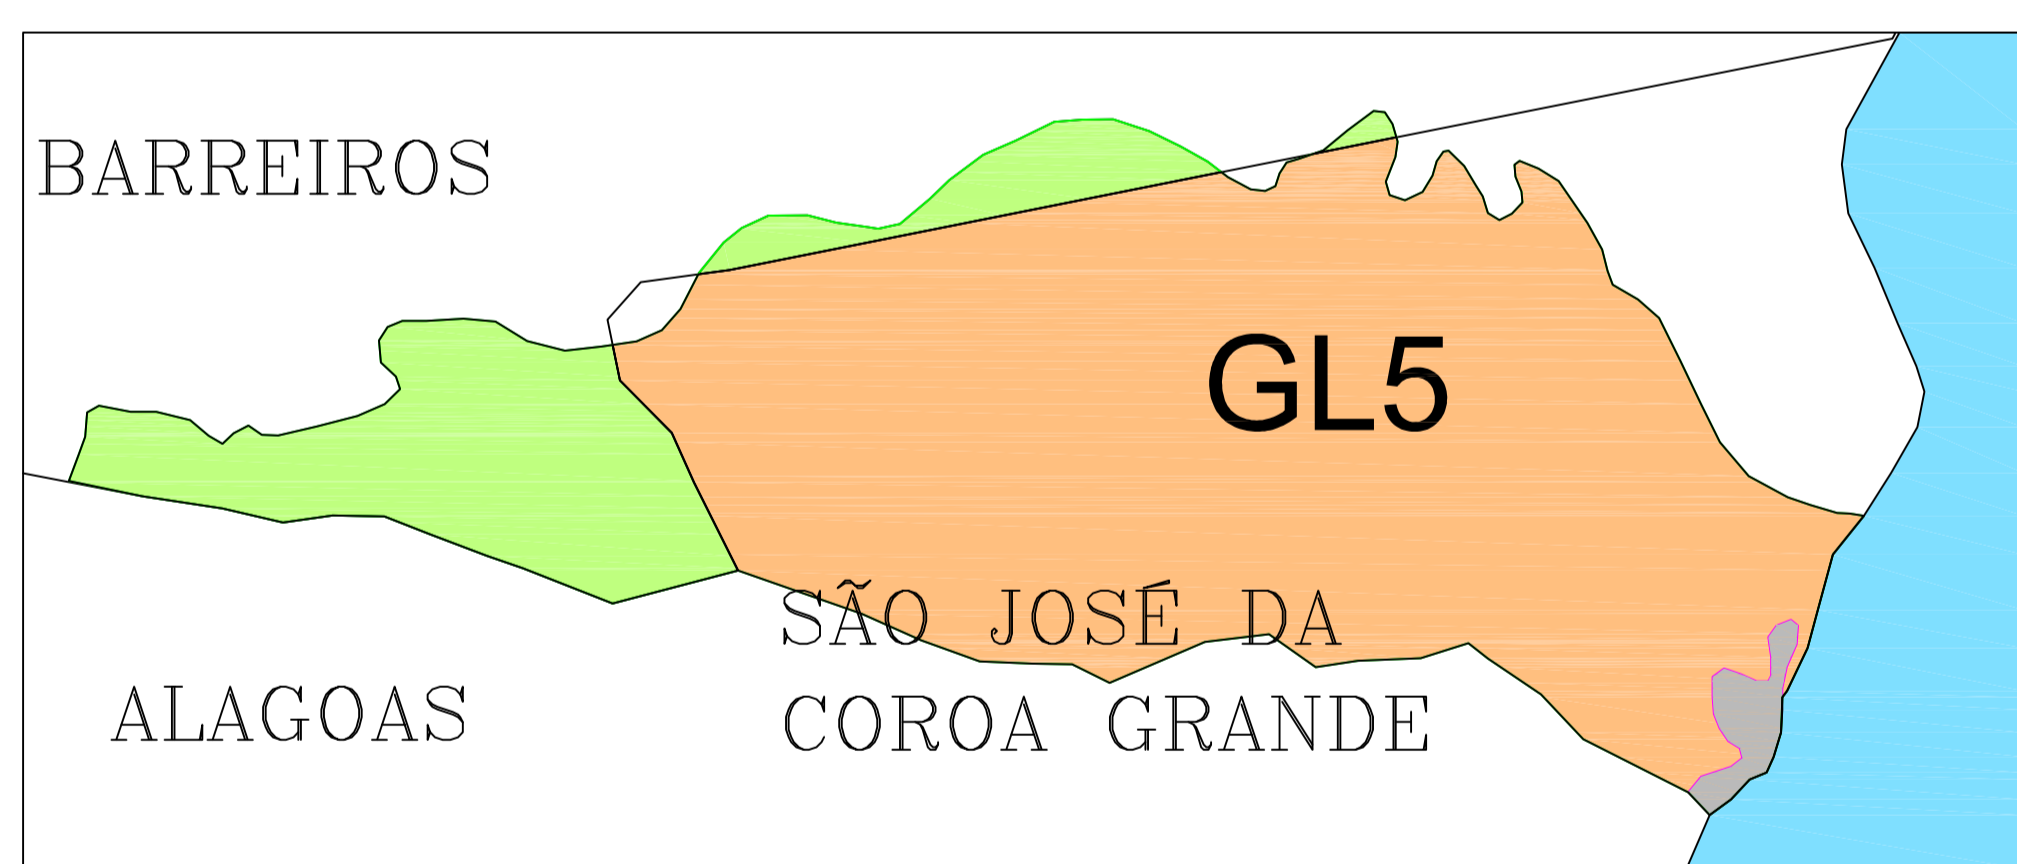 BARREIROS
GL5
SÃO JOSÉ DA
COROA GRANDE
ALAGOAS